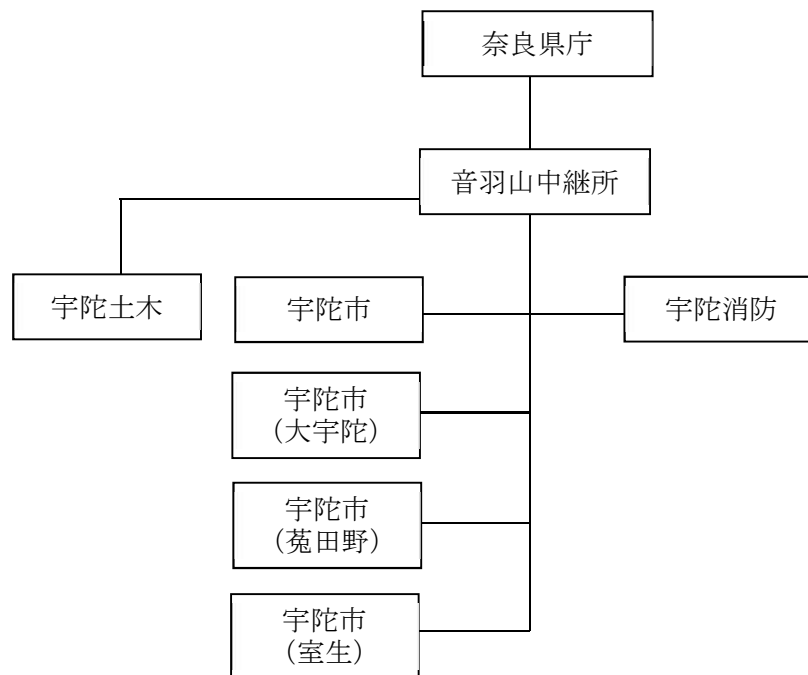 奈良県庁
音羽山中継所
宇陀土木
宇陀市
宇陀消防
宇陀市
（大宇陀）
宇陀市
（菟田野）
宇陀市
（室生）